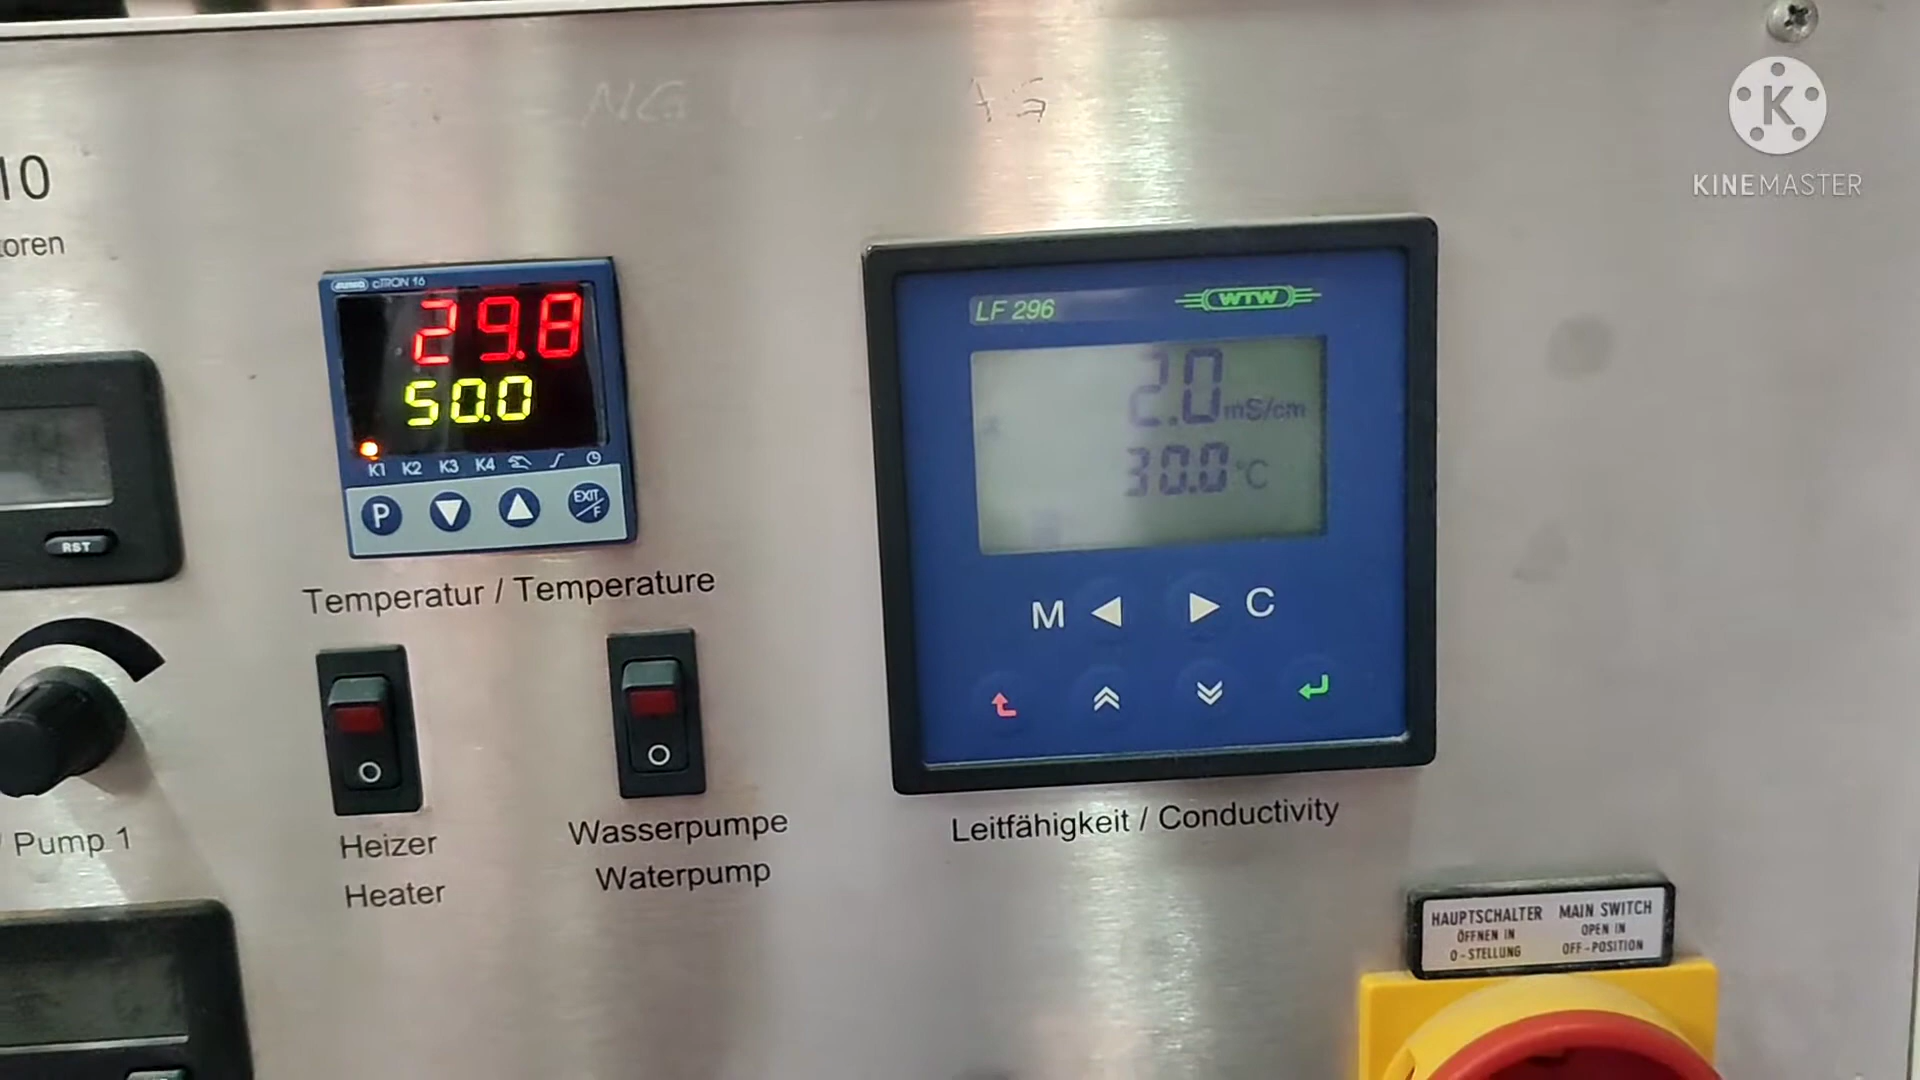 KINEMASTER
10
toren
JUMO cTRON 16
29.8
50.0
K1 K2 K3 K4
P EXIT/F
Temperatur / Temperature
LF 296 WTW
2.0 mS/cm
30.0 °C
M C
RST
Pump 1
Heizer
Heater
Wasserpumpe
Waterpump
Leitfähigkeit / Conductivity
HAUPTSCHALTER MAIN SWITCH
ÖFFNEN IN OPEN IN
0-STELLUNG OFF-POSITION